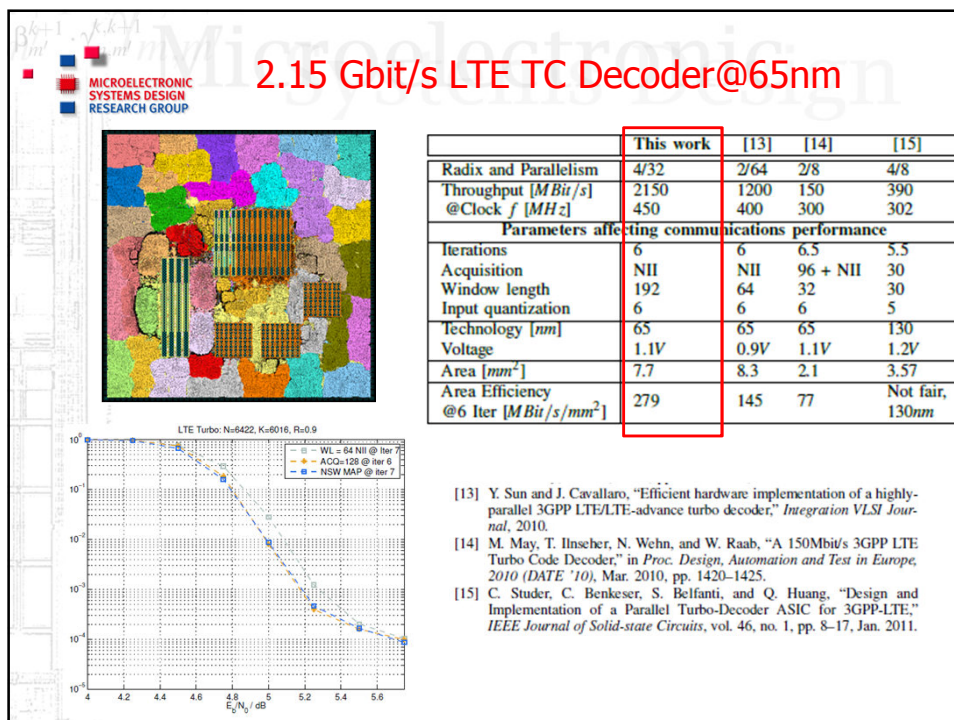 Microelectronic
Systems Design
MICROELECTRONIC
SYSTEMS DESIGN
RESEARCH GROUP
2.15 Gbit/s LTE TC Decoder@65nm
This work [13] [14] [15]
Radix and Parallelism 4/32 2/64 2/8 4/8
Throughput [MBit/s] 2150 1200 150 390
@Clock f [MHz] 450 400 300 302
Parameters affecting communications performance
Iterations 6 6 6.5 5.5
Acquisition NII NII 96 + NII 30
Window length 192 64 32 30
Input quantization 6 6 6 5
Technology [nm] 65 65 65 130
Voltage 1.1V 0.9V 1.1V 1.2V
Area [mm²] 7.7 8.3 2.1 3.57
Area Efficiency
@6 Iter [MBit/s/mm²] 279 145 77 Not fair,
130nm
LTE Turbo: N=6422, K=6016, R=0.9
WL = 64 NII @ Iter 7
ACQ=128 @ iter 6
NSW MAP @ iter 7
10⁰
10⁻¹
10⁻²
10⁻³
10⁻⁴
10⁻⁵
4 4.2 4.4 4.6 4.8 5 5.2 5.4 5.6
E_b/N_0 / dB
[13] Y. Sun and J. Cavallaro, “Efficient hardware implementation of a highly-
parallel 3GPP LTE/LTE-advance turbo decoder,” Integration VLSI Jour-
nal, 2010.
[14] M. May, T. Ilnseher, N. Wehn, and W. Raab, “A 150Mbit/s 3GPP LTE
Turbo Code Decoder,” in Proc. Design, Automation and Test in Europe,
2010 (DATE ’10), Mar. 2010, pp. 1420–1425.
[15] C. Studer, C. Benkeser, S. Belfanti, and Q. Huang, “Design and
Implementation of a Parallel Turbo-Decoder ASIC for 3GPP-LTE,”
IEEE Journal of Solid-state Circuits, vol. 46, no. 1, pp. 8–17, Jan. 2011.